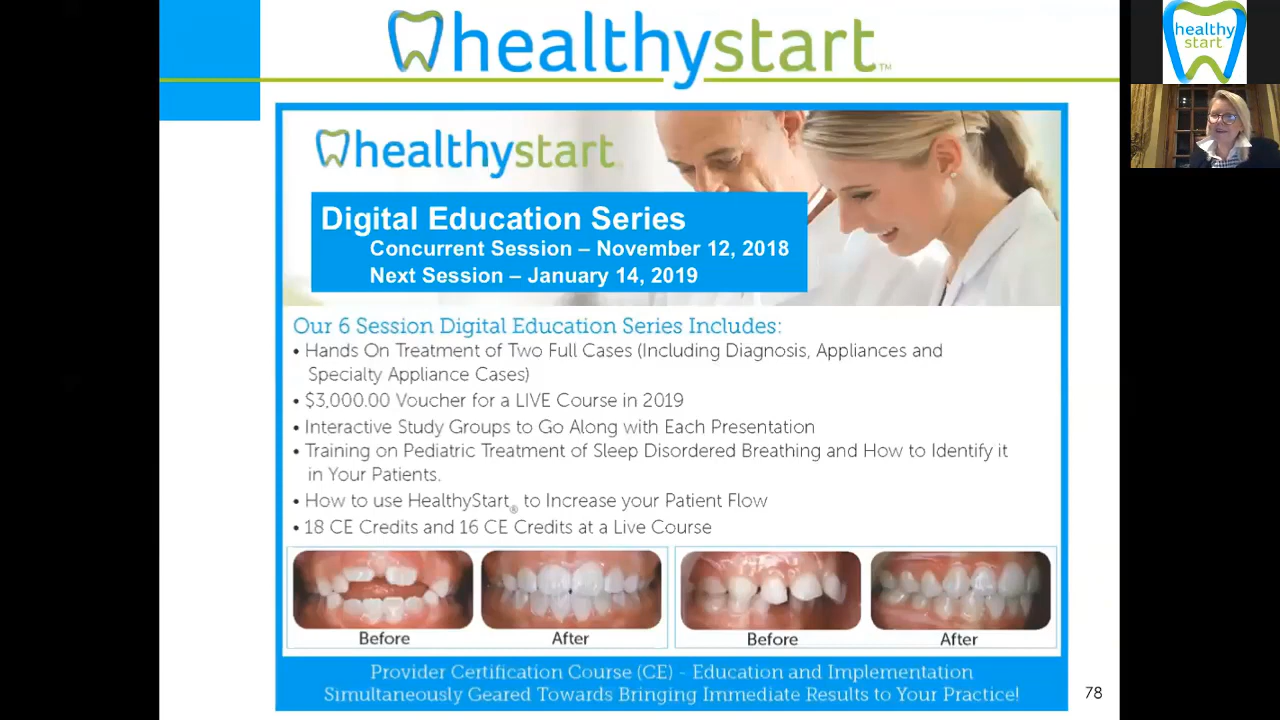 healthystart™
healthy
start
healthystart
Digital Education Series
Concurrent Session – November 12, 2018
Next Session – January 14, 2019
Our 6 Session Digital Education Series Includes:
• Hands On Treatment of Two Full Cases (Including Diagnosis, Appliances and
Specialty Appliance Cases)
• $3,000.00 Voucher for a LIVE Course in 2019
• Interactive Study Groups to Go Along with Each Presentation
• Training on Pediatric Treatment of Sleep Disordered Breathing and How to Identify it
in Your Patients.
• How to use HealthyStart® to Increase your Patient Flow
• 18 CE Credits and 16 CE Credits at a Live Course
Before After Before After
Provider Certification Course (CE) - Education and Implementation
Simultaneously Geared Towards Bringing Immediate Results to Your Practice!
78